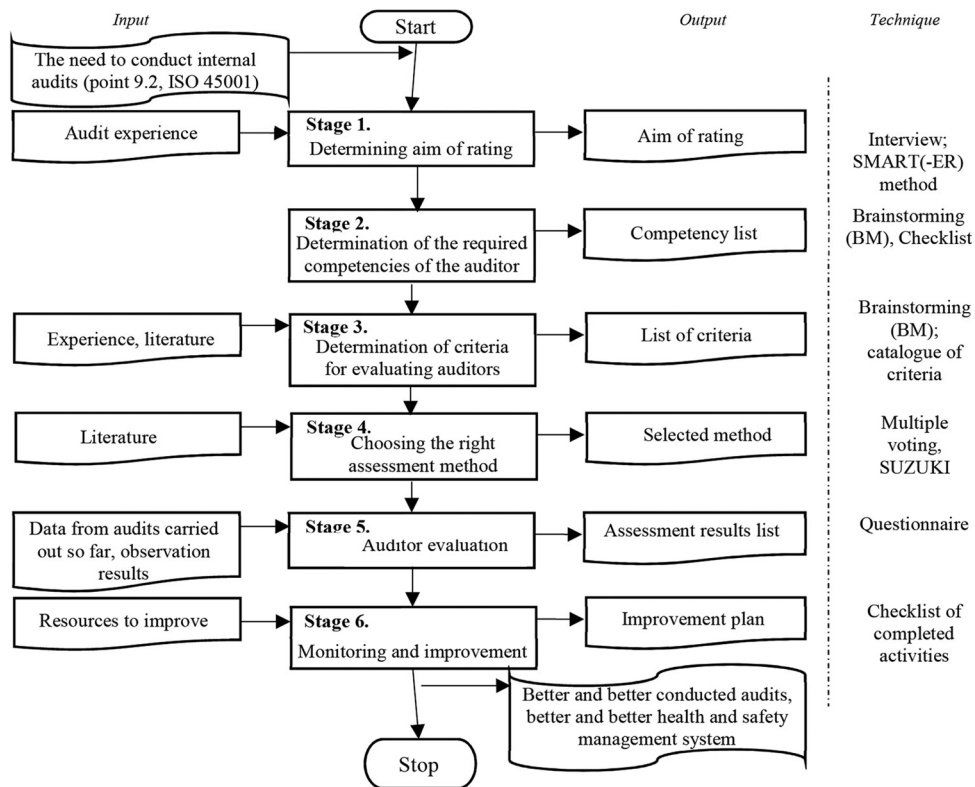 Input
Start
Output
Technique
The need to conduct internal
audits (point 9.2, ISO 45001)
Audit experience
Stage 1.
Determining aim of rating
Aim of rating
Interview;
SMART(-ER)
method
Stage 2.
Determination of the required
competencies of the auditor
Competency list
Brainstorming
(BM), Checklist
Experience, literature
Stage 3.
Determination of criteria
for evaluating auditors
List of criteria
Brainstorming
(BM);
catalogue of
criteria
Literature
Stage 4.
Choosing the right
assessment method
Selected method
Multiple
voting,
SUZUKI
Data from audits carried
out so far, observation
results
Stage 5.
Auditor evaluation
Assessment results list
Questionnaire
Resources to improve
Stage 6.
Monitoring and improvement
Improvement plan
Checklist of
completed
activities
Better and better conducted audits,
better and better health and safety
management system
Stop